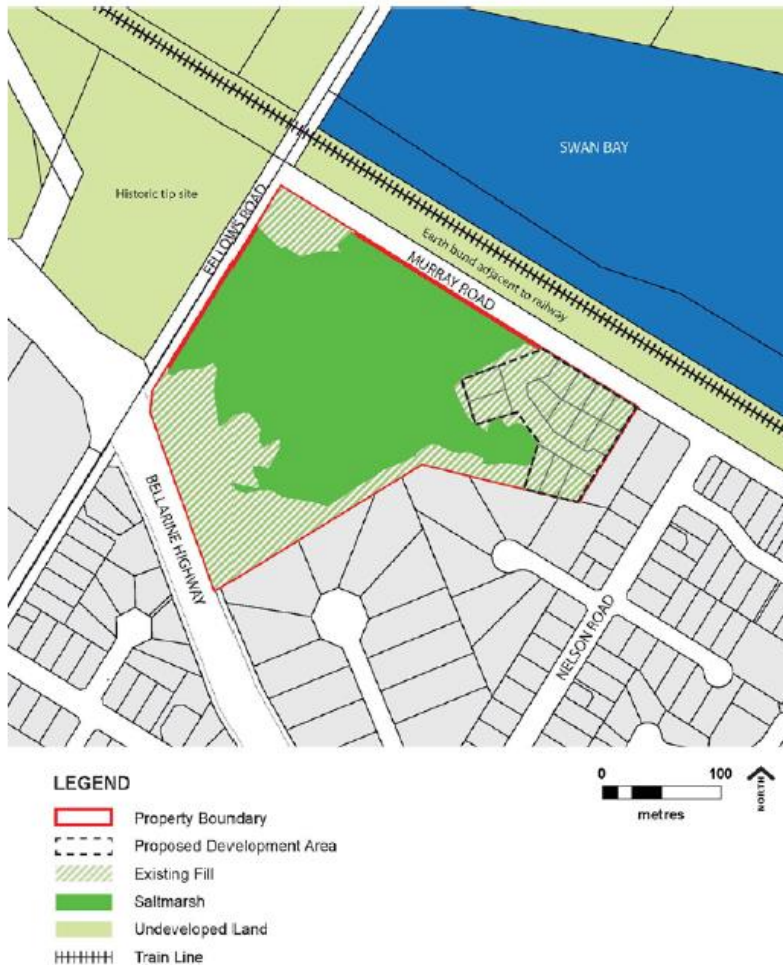 SWAN BAY
Historic tip site
FELLOWS ROAD
Earth bund adjacent to railway
MURRAY ROAD
BELLARINE HIGHWAY
NELSON ROAD
LEGEND
Property Boundary
Proposed Development Area
Existing Fill
Saltmarsh
Undeveloped Land
Train Line
0 100
metres
NORTH